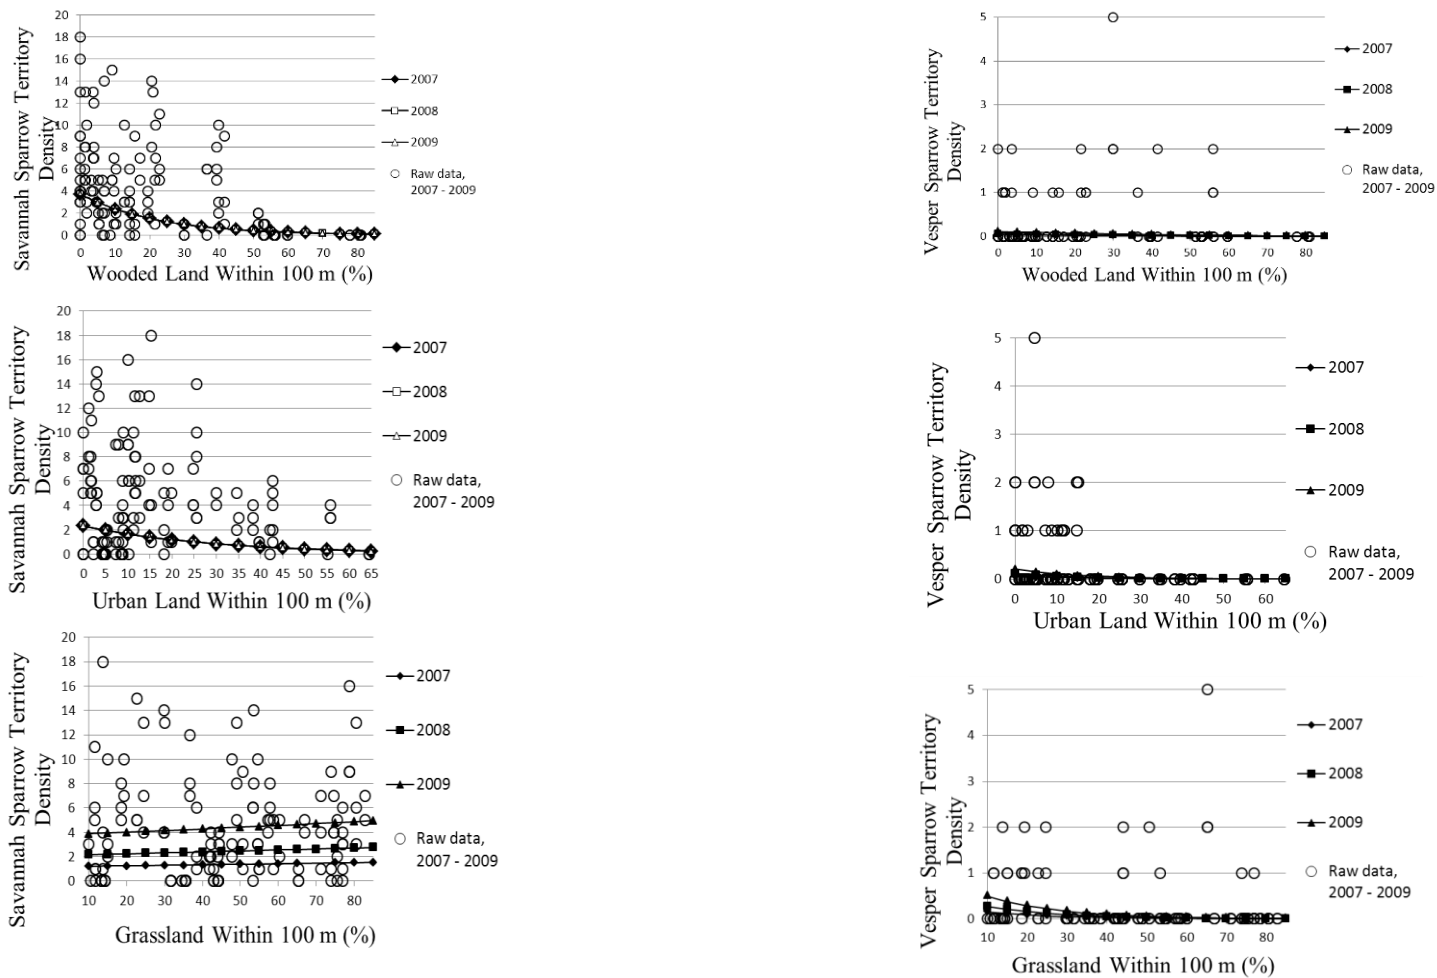 Savannah Sparrow Territory
Density
20
18
16
14
12
10
8
6
4
2
0
0 10 20 30 40 50 60 70 80
Wooded Land Within 100 m (%)
2007
2008
2009
Raw data,
2007 - 2009
Vesper Sparrow Territory
Density
5
4
3
2
1
0
0 10 20 30 40 50 60 70 80
Wooded Land Within 100 m (%)
2007
2008
2009
Raw data,
2007 - 2009
Savannah Sparrow Territory
Density
20
18
16
14
12
10
8
6
4
2
0
0 5 10 15 20 25 30 35 40 45 50 55 60 65
Urban Land Within 100 m (%)
2007
2008
2009
Raw data,
2007 - 2009
Vesper Sparrow Territory
Density
5
4
3
2
1
0
0 10 20 30 40 50 60
Urban Land Within 100 m (%)
2007
2008
2009
Raw data,
2007 - 2009
Savannah Sparrow Territory
Density
20
18
16
14
12
10
8
6
4
2
0
10 20 30 40 50 60 70 80
Grassland Within 100 m (%)
2007
2008
2009
Raw data,
2007 - 2009
Vesper Sparrow Territory
Density
5
4
3
2
1
0
10 20 30 40 50 60 70 80
Grassland Within 100 m (%)
2007
2008
2009
Raw data,
2007 - 2009